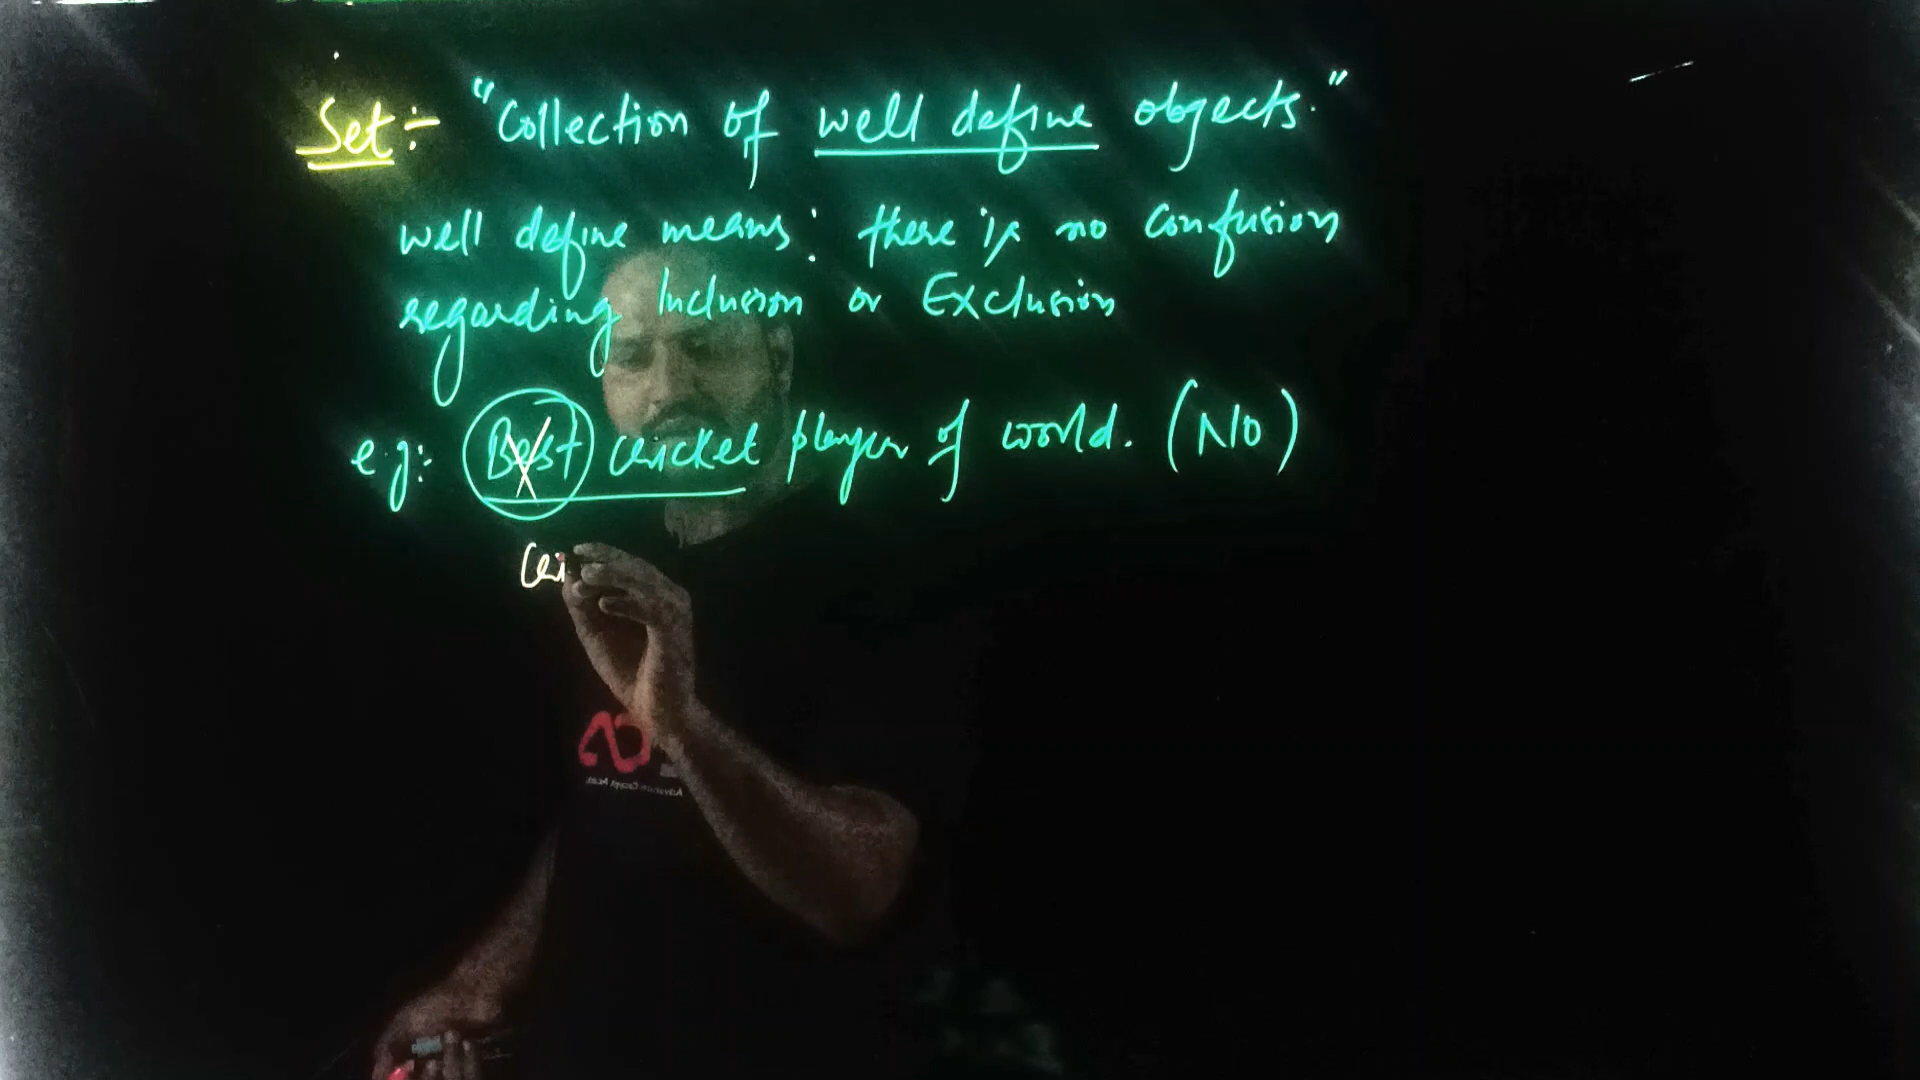 Set:- "Collection of well define objects."
well define means: there is no confusion
regarding Inclusion or Exclusion
e.g:- Best cricket player of world. (NO)
Cri